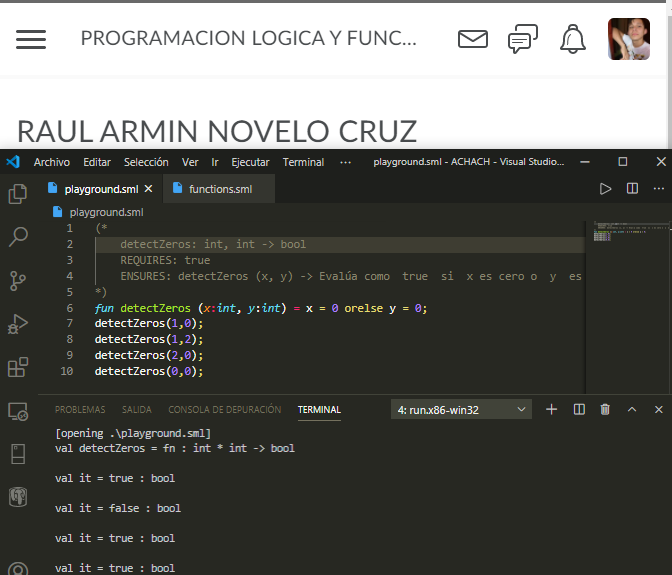 PROGRAMACION LOGICA Y FUNC...
RAUL ARMIN NOVELO CRUZ
Archivo Editar Selección Ver Ir Ejecutar Terminal ··· playground.sml - ACHACH - Visual Studio...
playground.sml functions.sml
playground.sml
1 (*
2 detectZeros: int, int -> bool
3 REQUIRES: true
4 ENSURES: detectZeros (x, y) -> Evalúa como true si x es cero o y es
5 *)
6 fun detectZeros (x:int, y:int) = x = 0 orelse y = 0;
7 detectZeros(1,0);
8 detectZeros(1,2);
9 detectZeros(2,0);
10 detectZeros(0,0);
PROBLEMAS SALIDA CONSOLA DE DEPURACIÓN TERMINAL 4: run.x86-win32
[opening .\playground.sml]
val detectZeros = fn : int * int -> bool
val it = true : bool
val it = false : bool
val it = true : bool
val it = true : bool